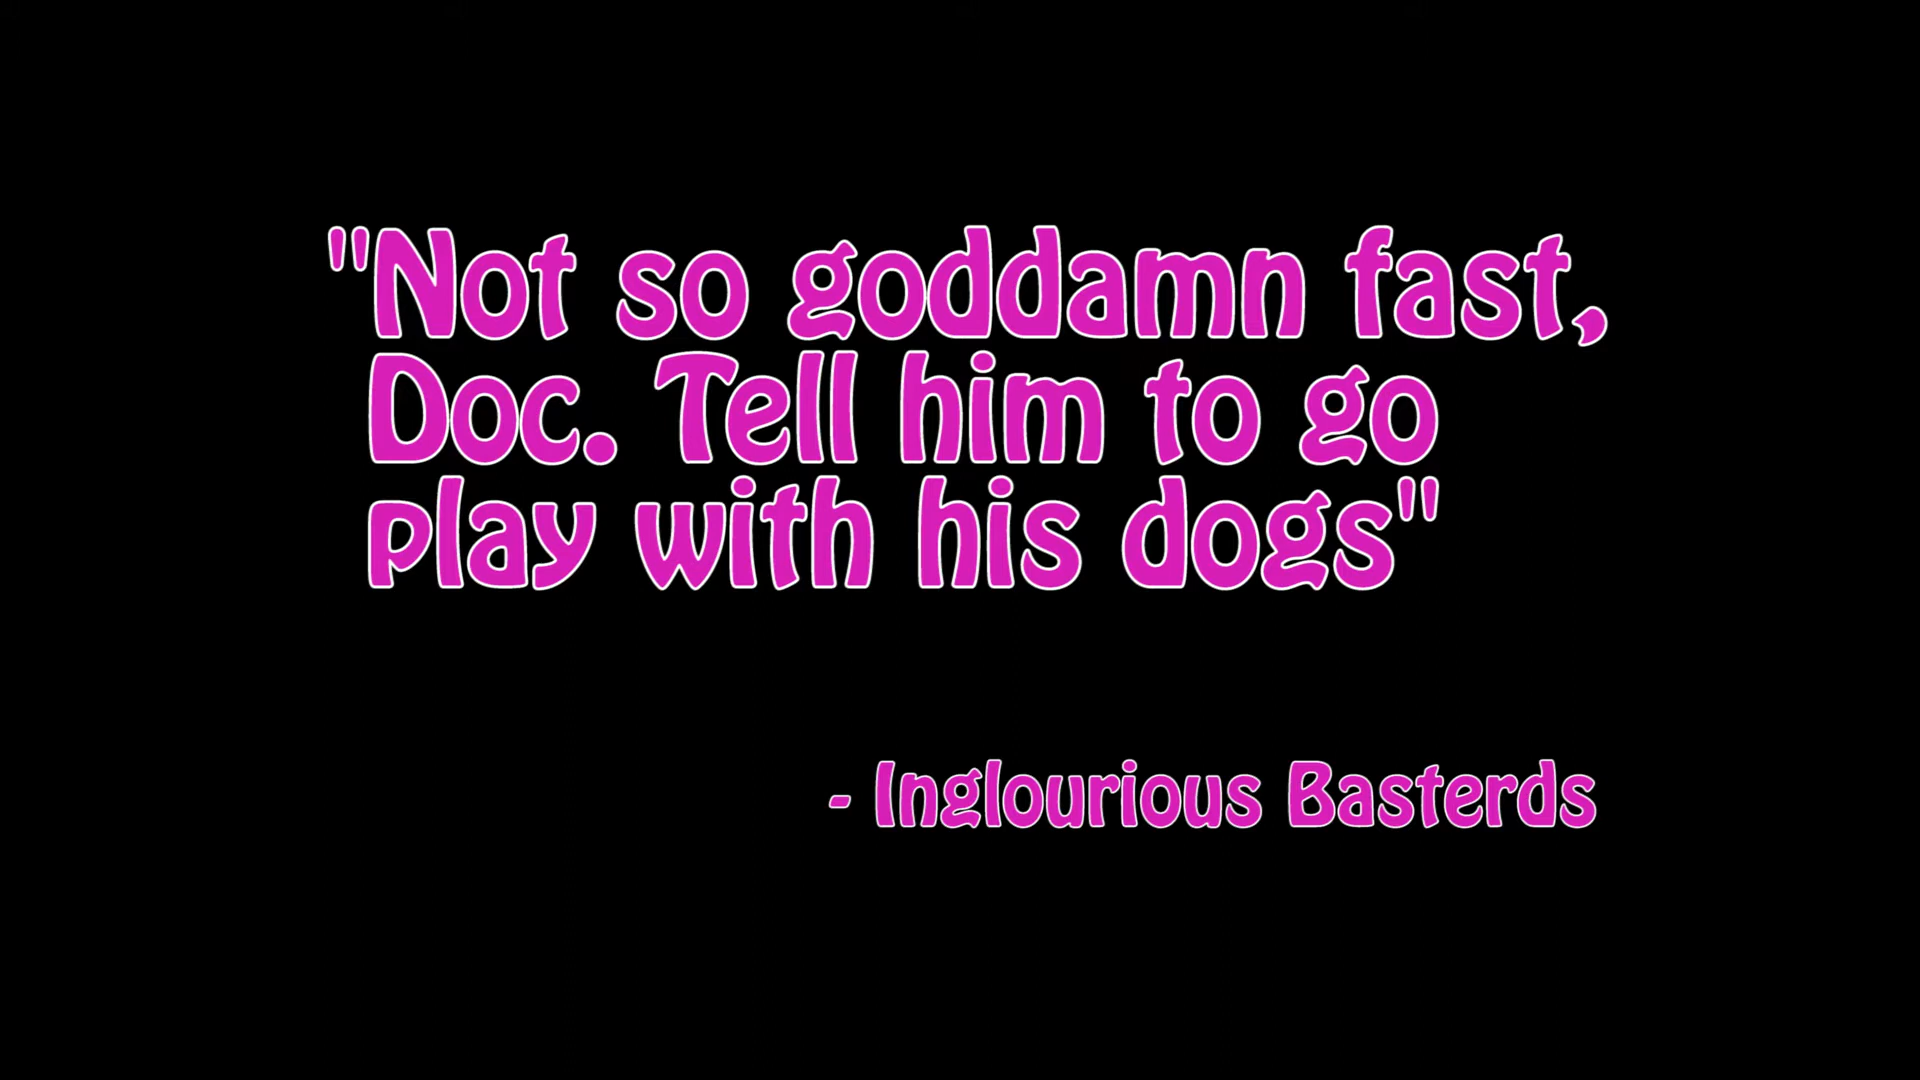 "Not so goddamn fast,
Doc. Tell him to go
play with his dogs"
- Inglourious Basterds